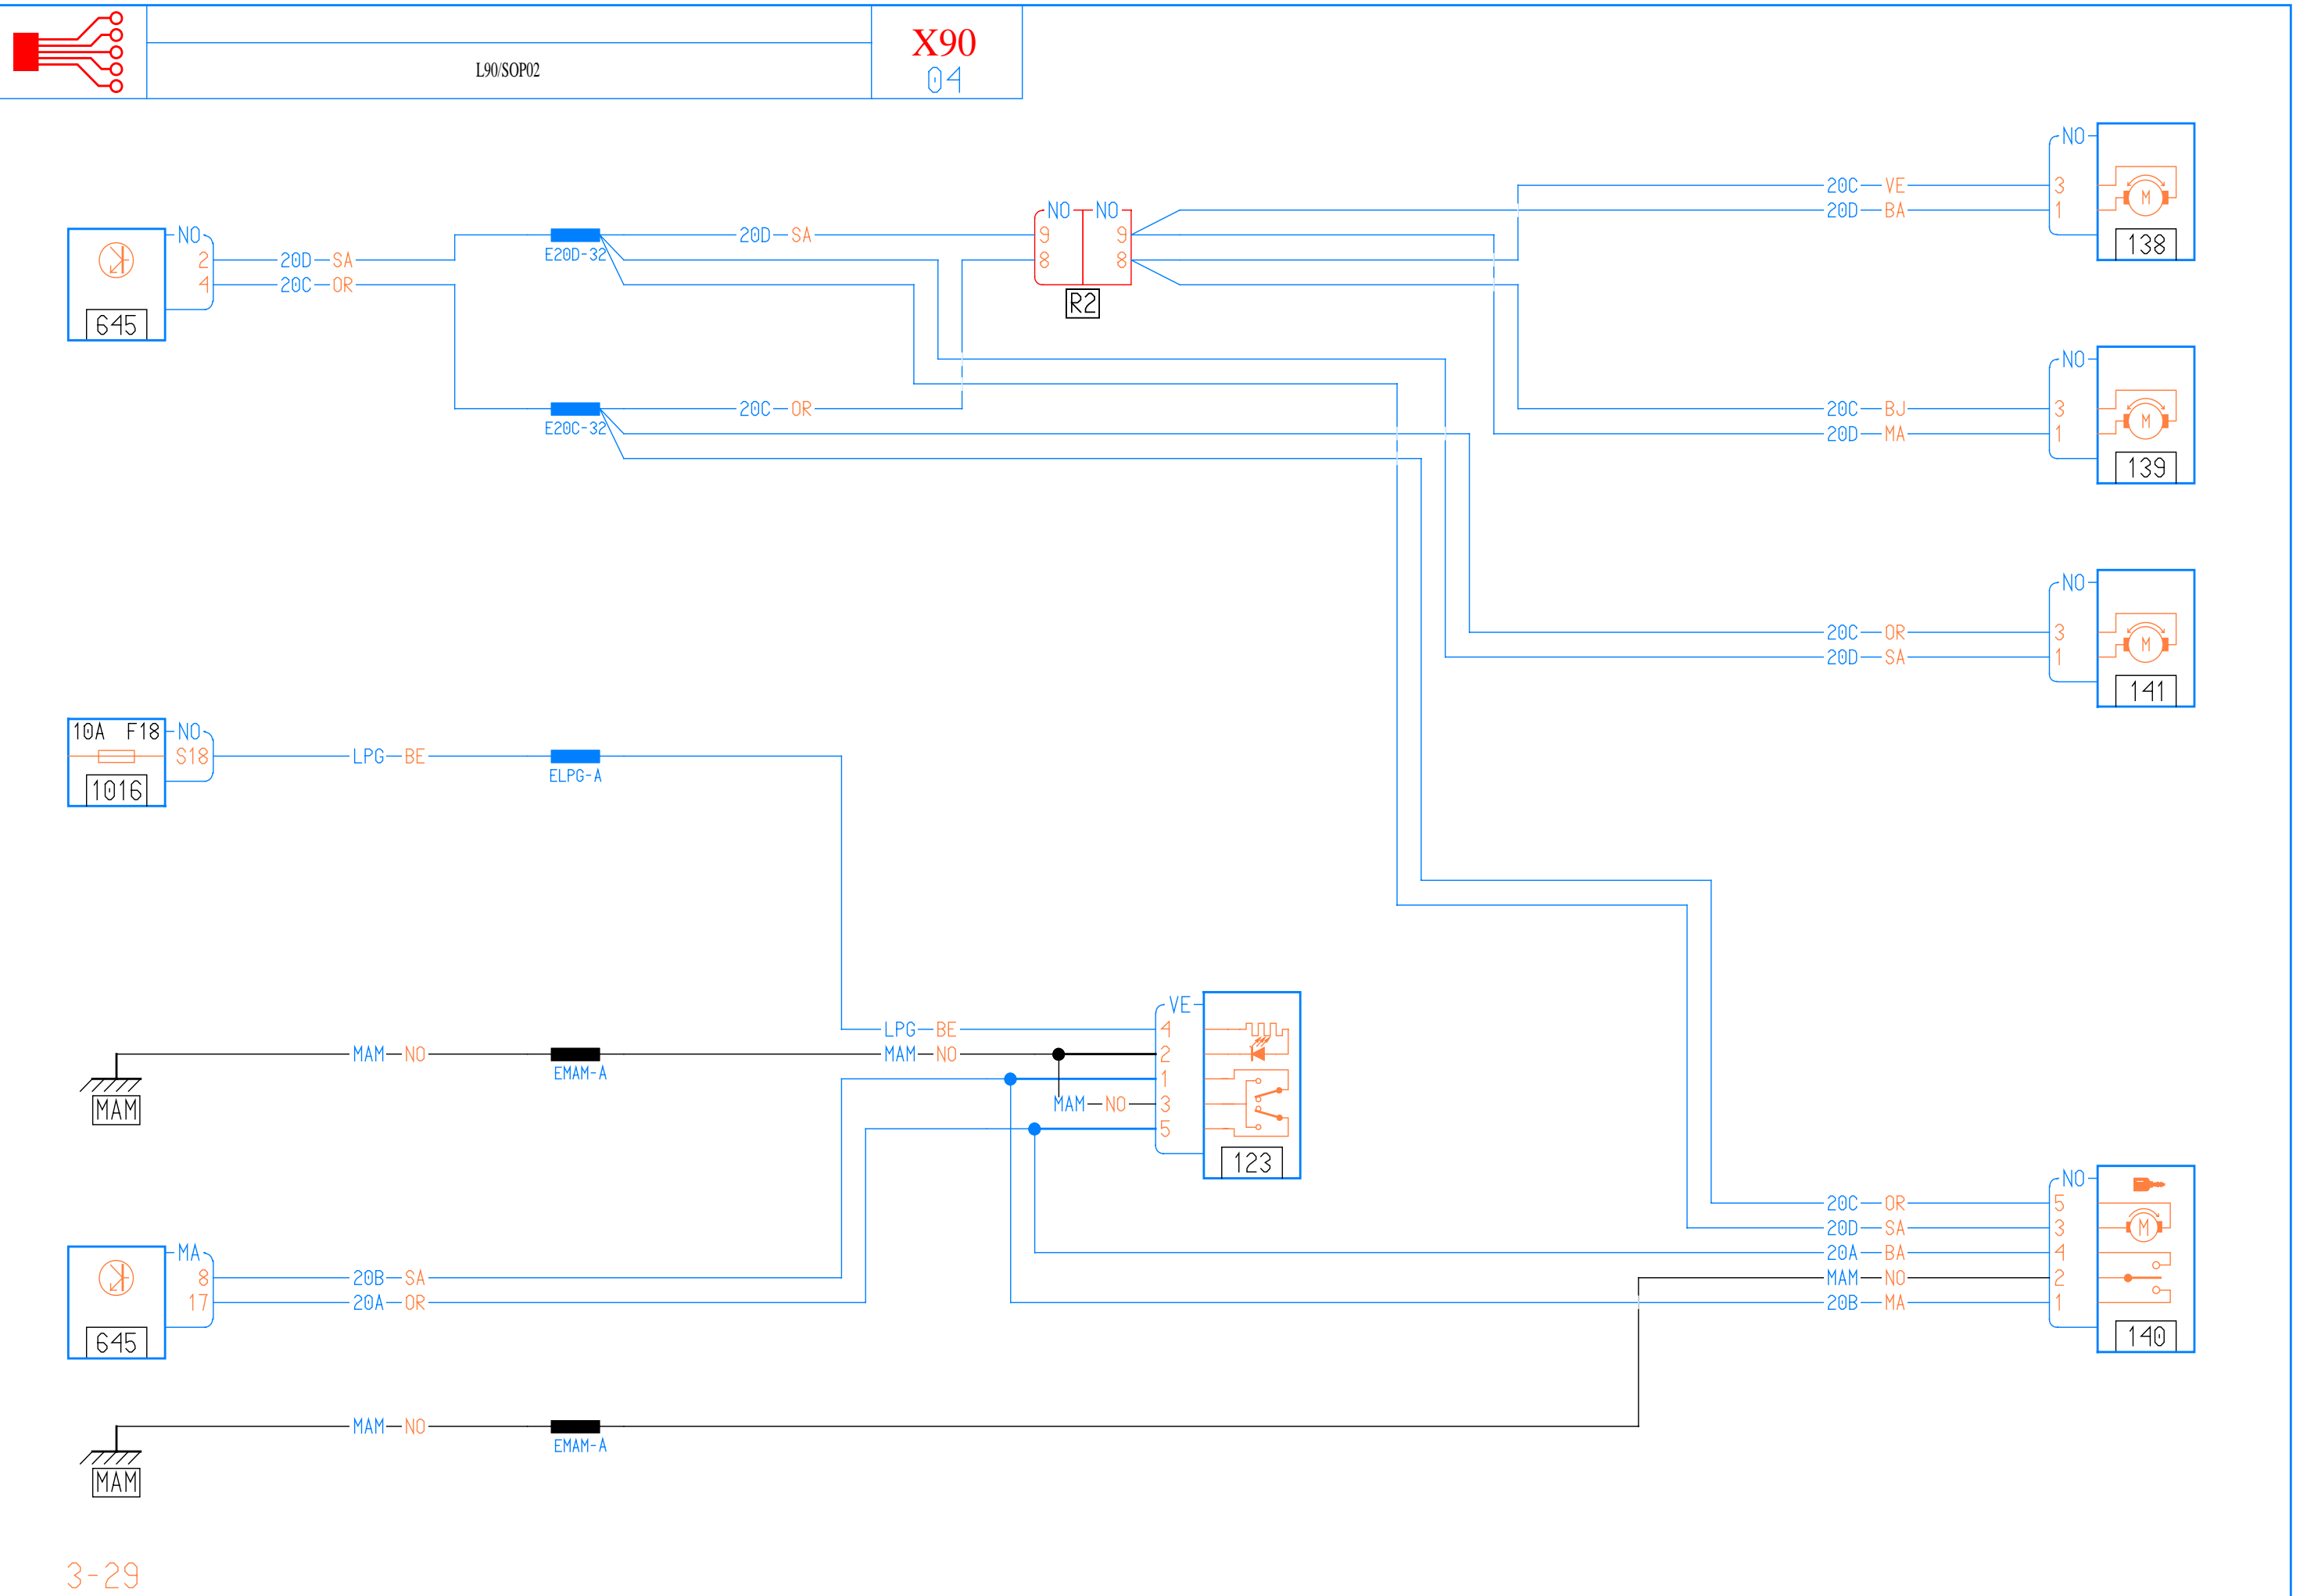 X90
L90/SOP02
04
NO
3
20C VE
20D BA
1
138
NO NO
9 9
8 8
R2
NO
2
4
20D SA
20C OR
645
E20D-32
20D SA
NO
3
1
20C BJ
20D MA
139
E20C-32
20C OR
NO
3
1
20C OR
20D SA
141
10A F18
NO
S18
1016
LPG BE
ELPG-A
VE
LPG BE
4
MAM NO
EMAM-A
MAM NO
2
MAM
1
MAM NO
3
5
123
NO
20C OR
5
20D SA
3
20A BA
4
MAM NO
2
20B MA
1
140
MA
8
17
20B SA
20A OR
645
MAM NO
EMAM-A
MAM
3-29